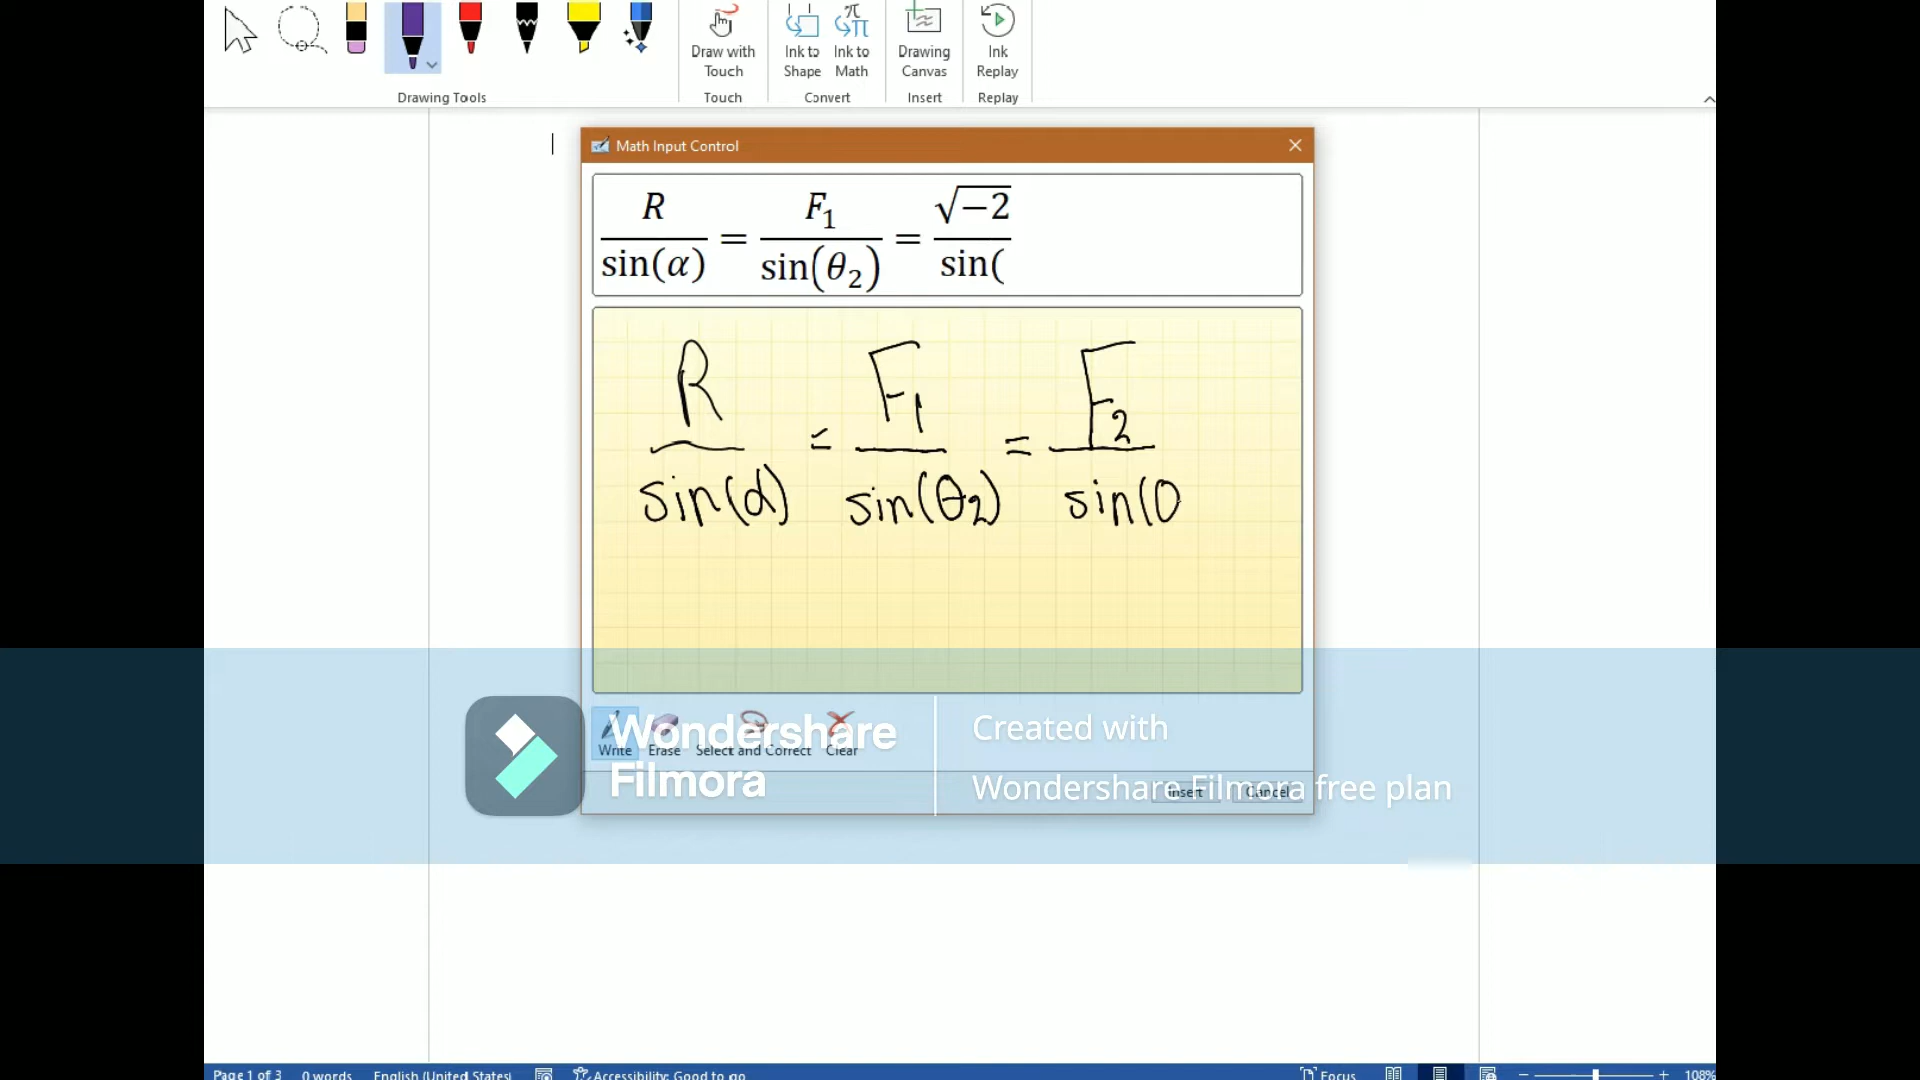 Draw with Touch
Ink to Shape
Ink to Math
Drawing Canvas
Ink Replay
Drawing Tools
Touch
Convert
Insert
Replay
Math Input Control
R/sin(α) = F₁/sin(θ₂) = √−2/sin(
R/sin(α) = F₁/sin(θ₂) = F₂/sin(0
Write
Erase
Select and Correct
Clear
Insert
Cancel
Wondershare
Filmora
Created with
Wondershare Filmora free plan
Page 1 of 3
0 words
English (United States)
Accessibility: Good to go
Focus
108%